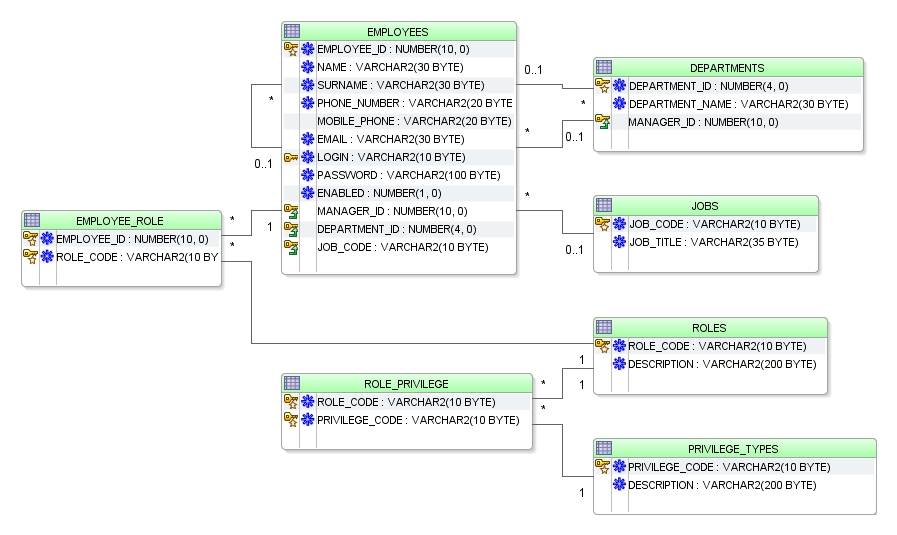 EMPLOYEES
EMPLOYEE_ID : NUMBER(10, 0)
NAME : VARCHAR2(30 BYTE)
SURNAME : VARCHAR2(30 BYTE)
PHONE_NUMBER : VARCHAR2(20 BYTE
MOBILE_PHONE : VARCHAR2(20 BYTE)
EMAIL : VARCHAR2(30 BYTE)
LOGIN : VARCHAR2(10 BYTE)
PASSWORD : VARCHAR2(100 BYTE)
ENABLED : NUMBER(1, 0)
MANAGER_ID : NUMBER(10, 0)
DEPARTMENT_ID : NUMBER(4, 0)
JOB_CODE : VARCHAR2(10 BYTE)
*
0..1
0..1
*
*
0..1
DEPARTMENTS
DEPARTMENT_ID : NUMBER(4, 0)
DEPARTMENT_NAME : VARCHAR2(30 BYTE)
MANAGER_ID : NUMBER(10, 0)
*
0..1
JOBS
JOB_CODE : VARCHAR2(10 BYTE)
JOB_TITLE : VARCHAR2(35 BYTE)
EMPLOYEE_ROLE
EMPLOYEE_ID : NUMBER(10, 0)
ROLE_CODE : VARCHAR2(10 BY
*
1
*
ROLES
ROLE_CODE : VARCHAR2(10 BYTE)
DESCRIPTION : VARCHAR2(200 BYTE)
1
1
ROLE_PRIVILEGE
ROLE_CODE : VARCHAR2(10 BYTE)
PRIVILEGE_CODE : VARCHAR2(10 BYTE)
*
*
1
PRIVILEGE_TYPES
PRIVILEGE_CODE : VARCHAR2(10 BYTE)
DESCRIPTION : VARCHAR2(200 BYTE)